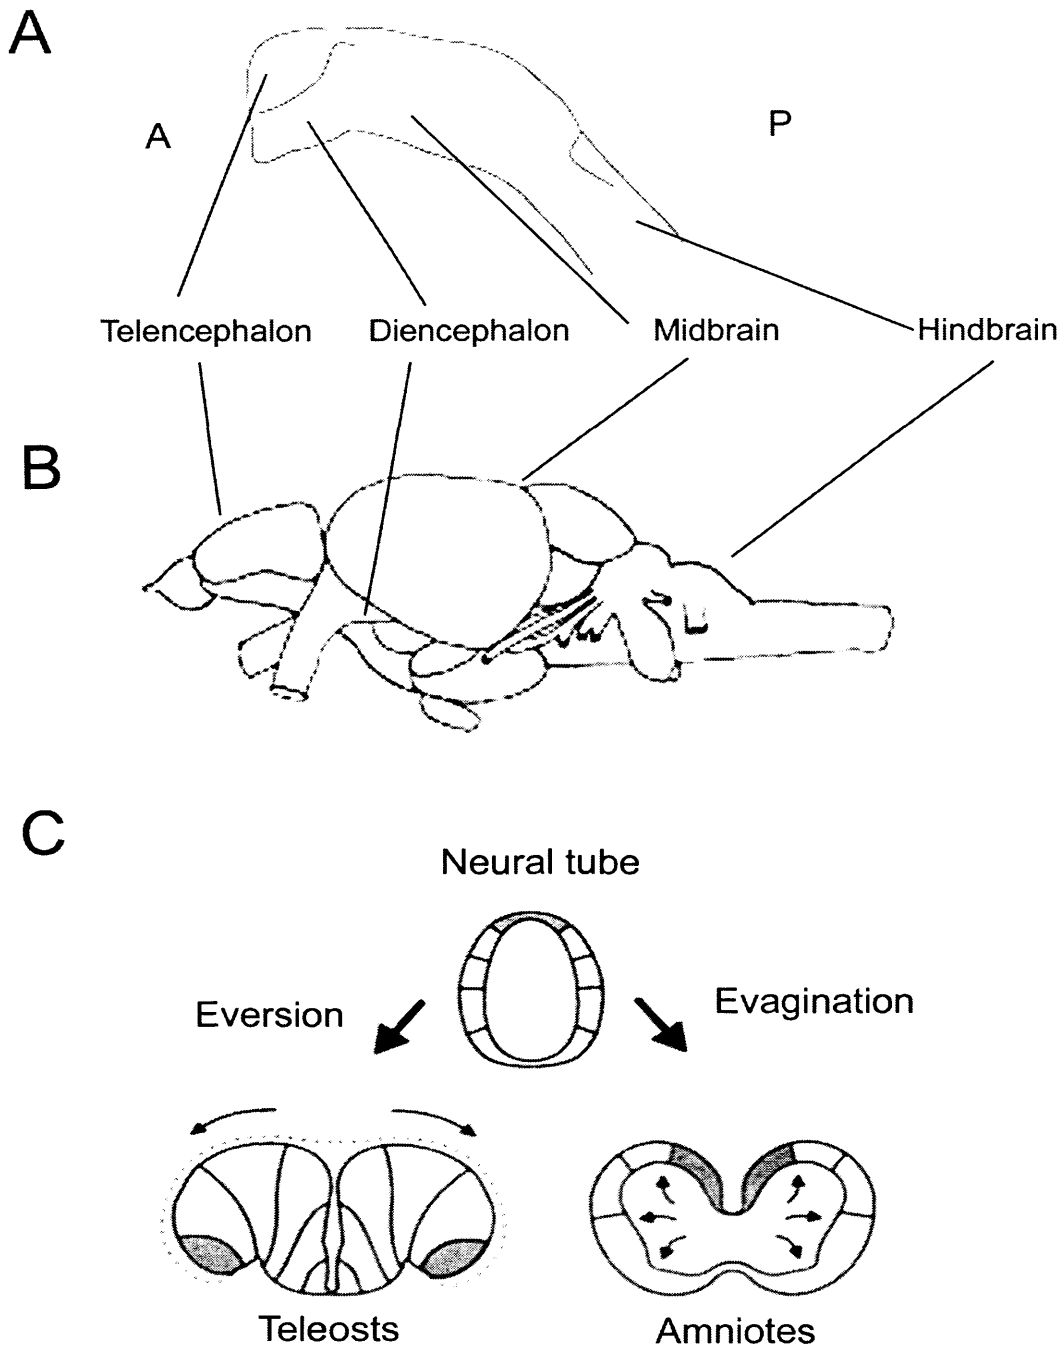 A
A
P
Telencephalon Diencephalon Midbrain Hindbrain
B
C
Neural tube
Eversion
Evagination
Teleosts
Amniotes